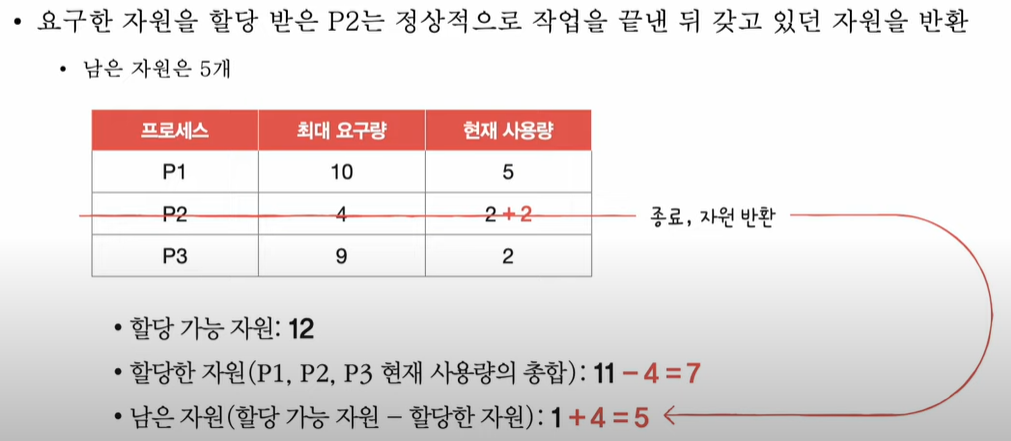 • 요구한 자원을 할당 받은 P2는 정상적으로 작업을 끝낸 뒤 갖고 있던 자원을 반환
• 남은 자원은 5개
프로세스 최대 요구량 현재 사용량
P1 10 5
P2 4 2 + 2 종료, 자원 반환
P3 9 2
• 할당 가능 자원: 12
• 할당한 자원(P1, P2, P3 현재 사용량의 총합): 11 – 4 = 7
• 남은 자원(할당 가능 자원 – 할당한 자원): 1 + 4 = 5